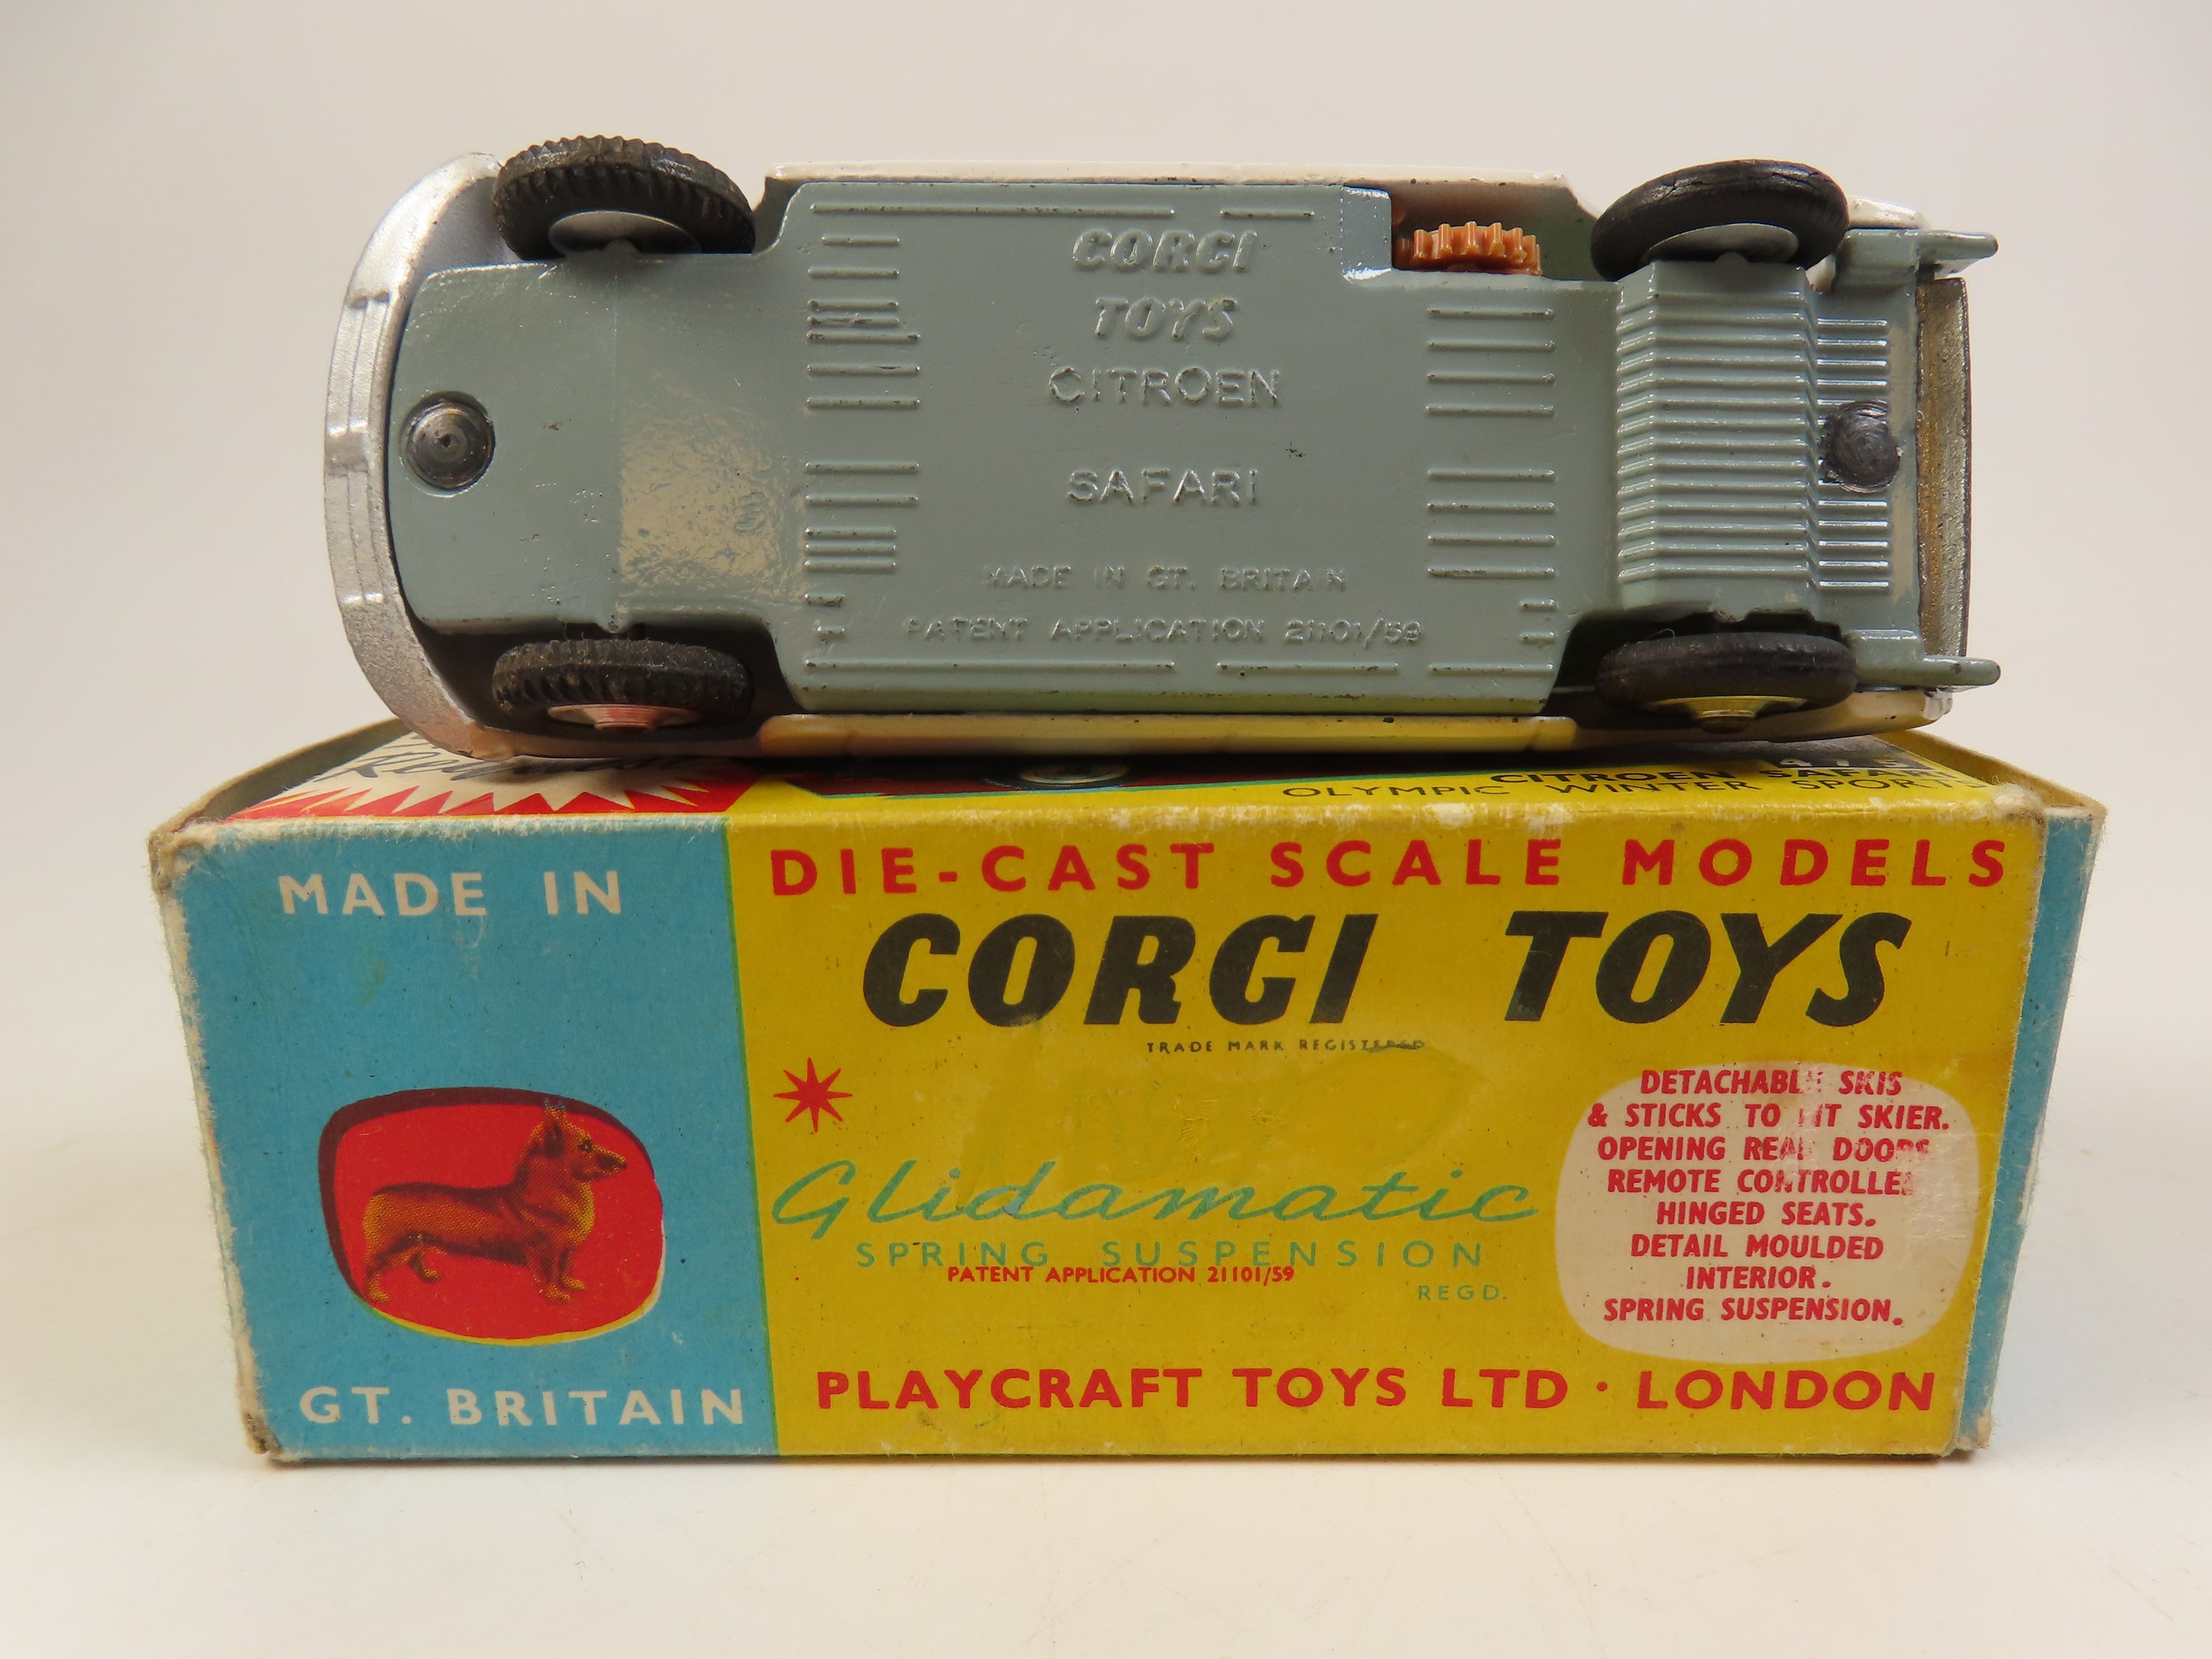 CORGI
TOYS
CITROEN
SAFARI
MADE IN GT. BRITAIN
PATENT APPLICATION 21101/59
475
CITROEN SAFARI
OLYMPIC WINTER SPORTS
MADE IN
GT. BRITAIN
DIE-CAST SCALE MODELS
CORGI TOYS
TRADE MARK REGISTERED
Glidamatic
SPRING SUSPENSION
PATENT APPLICATION 21101/59
REGD.
DETACHABLE SKIS
& STICKS TO FIT SKIER.
OPENING REAR DOORS
REMOTE CONTROLLED
HINGED SEATS.
DETAIL MOULDED
INTERIOR.
SPRING SUSPENSION.
PLAYCRAFT TOYS LTD · LONDON